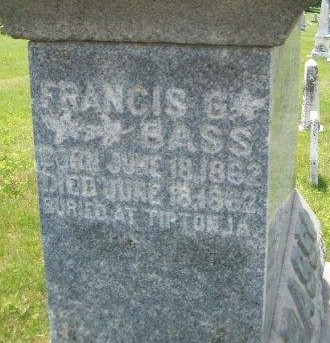 FRANCIS G.
BASS
BORN JUNE 18, 1862
DIED JUNE 18, 1862
BURIED AT TIPTON, IA